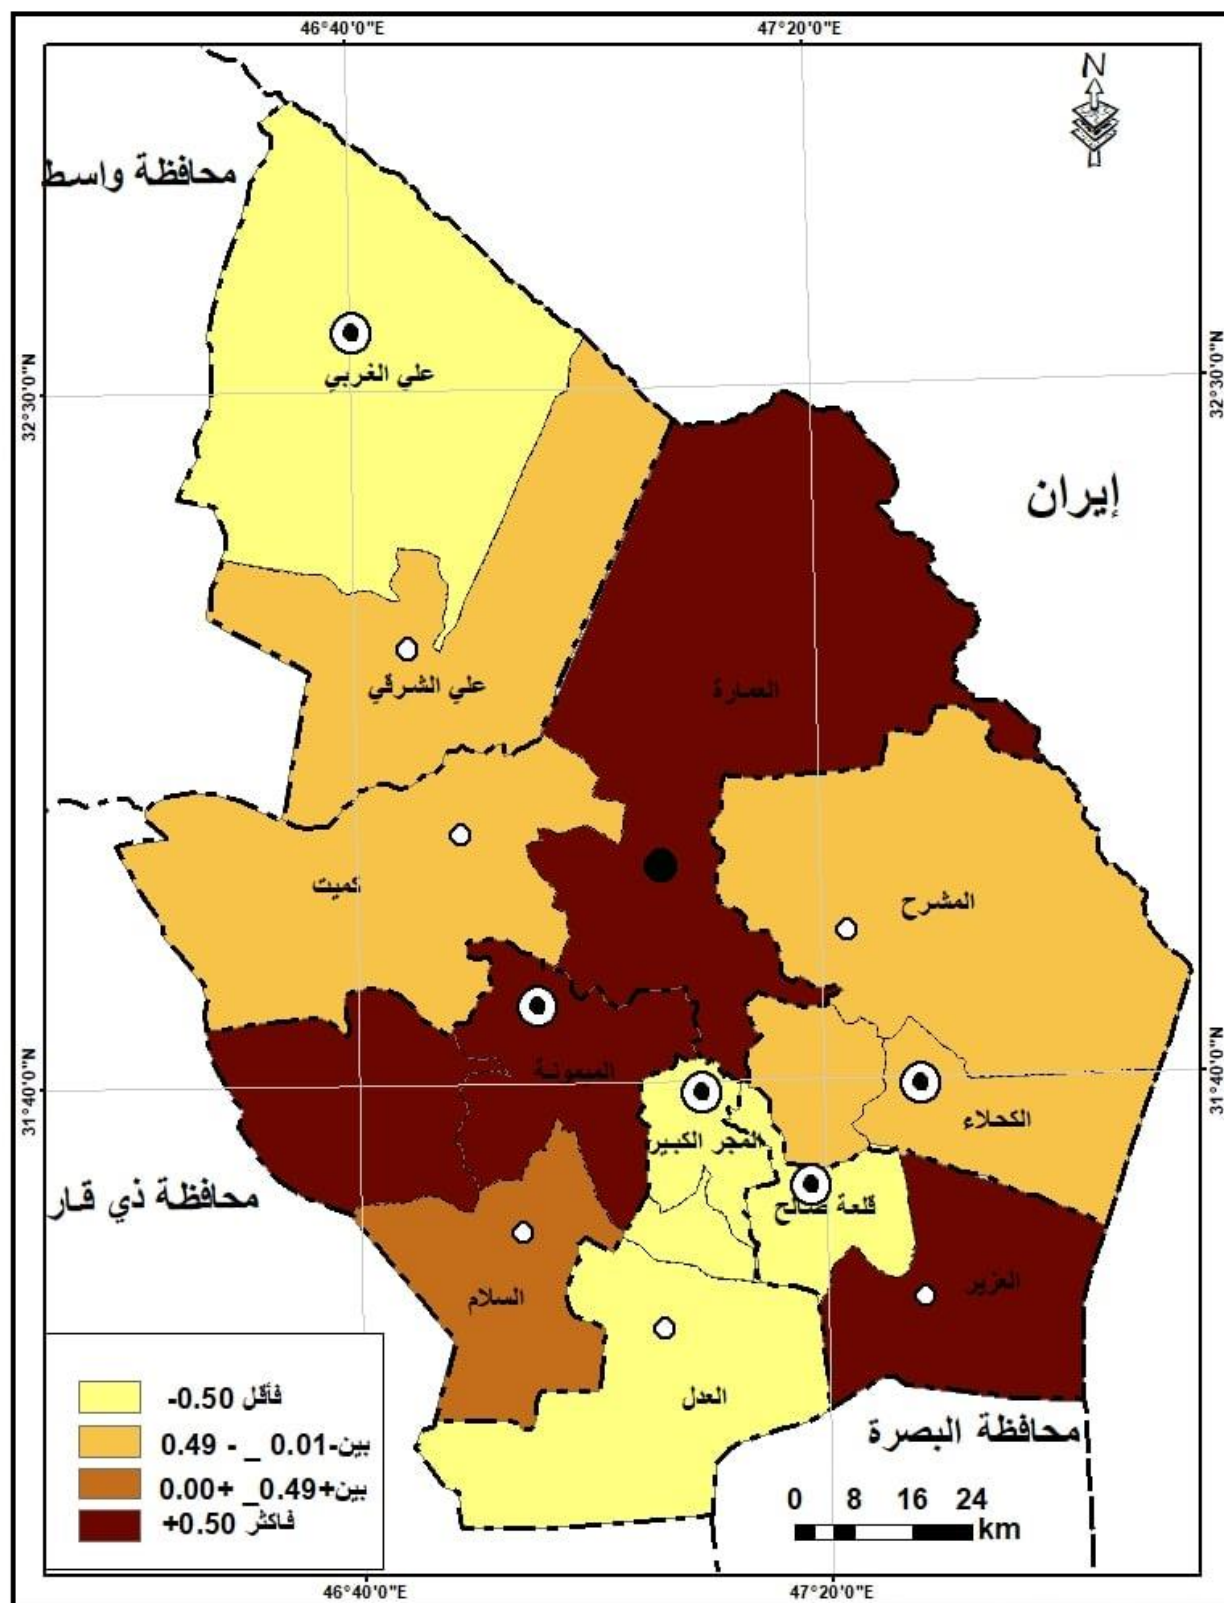 46°40'0"E
47°20'0"E
N
محافظة واسط
علي الغربي
32°30'0"N
32°30'0"N
إيران
علي الشرقي
العمارة
كميت
المشرح
الميمونة
31°40'0"N
31°40'0"N
الكحلاء
المجر الكبير
محافظة ذي قار
قلعة صالح
السلام
العزير
العدل
محافظة البصرة
فأقل 0.50-
بين-0.01 _ - 0.49
بين+0.49_ +0.00
فاكثر 0.50+
0 8 16 24
km
46°40'0"E
47°20'0"E